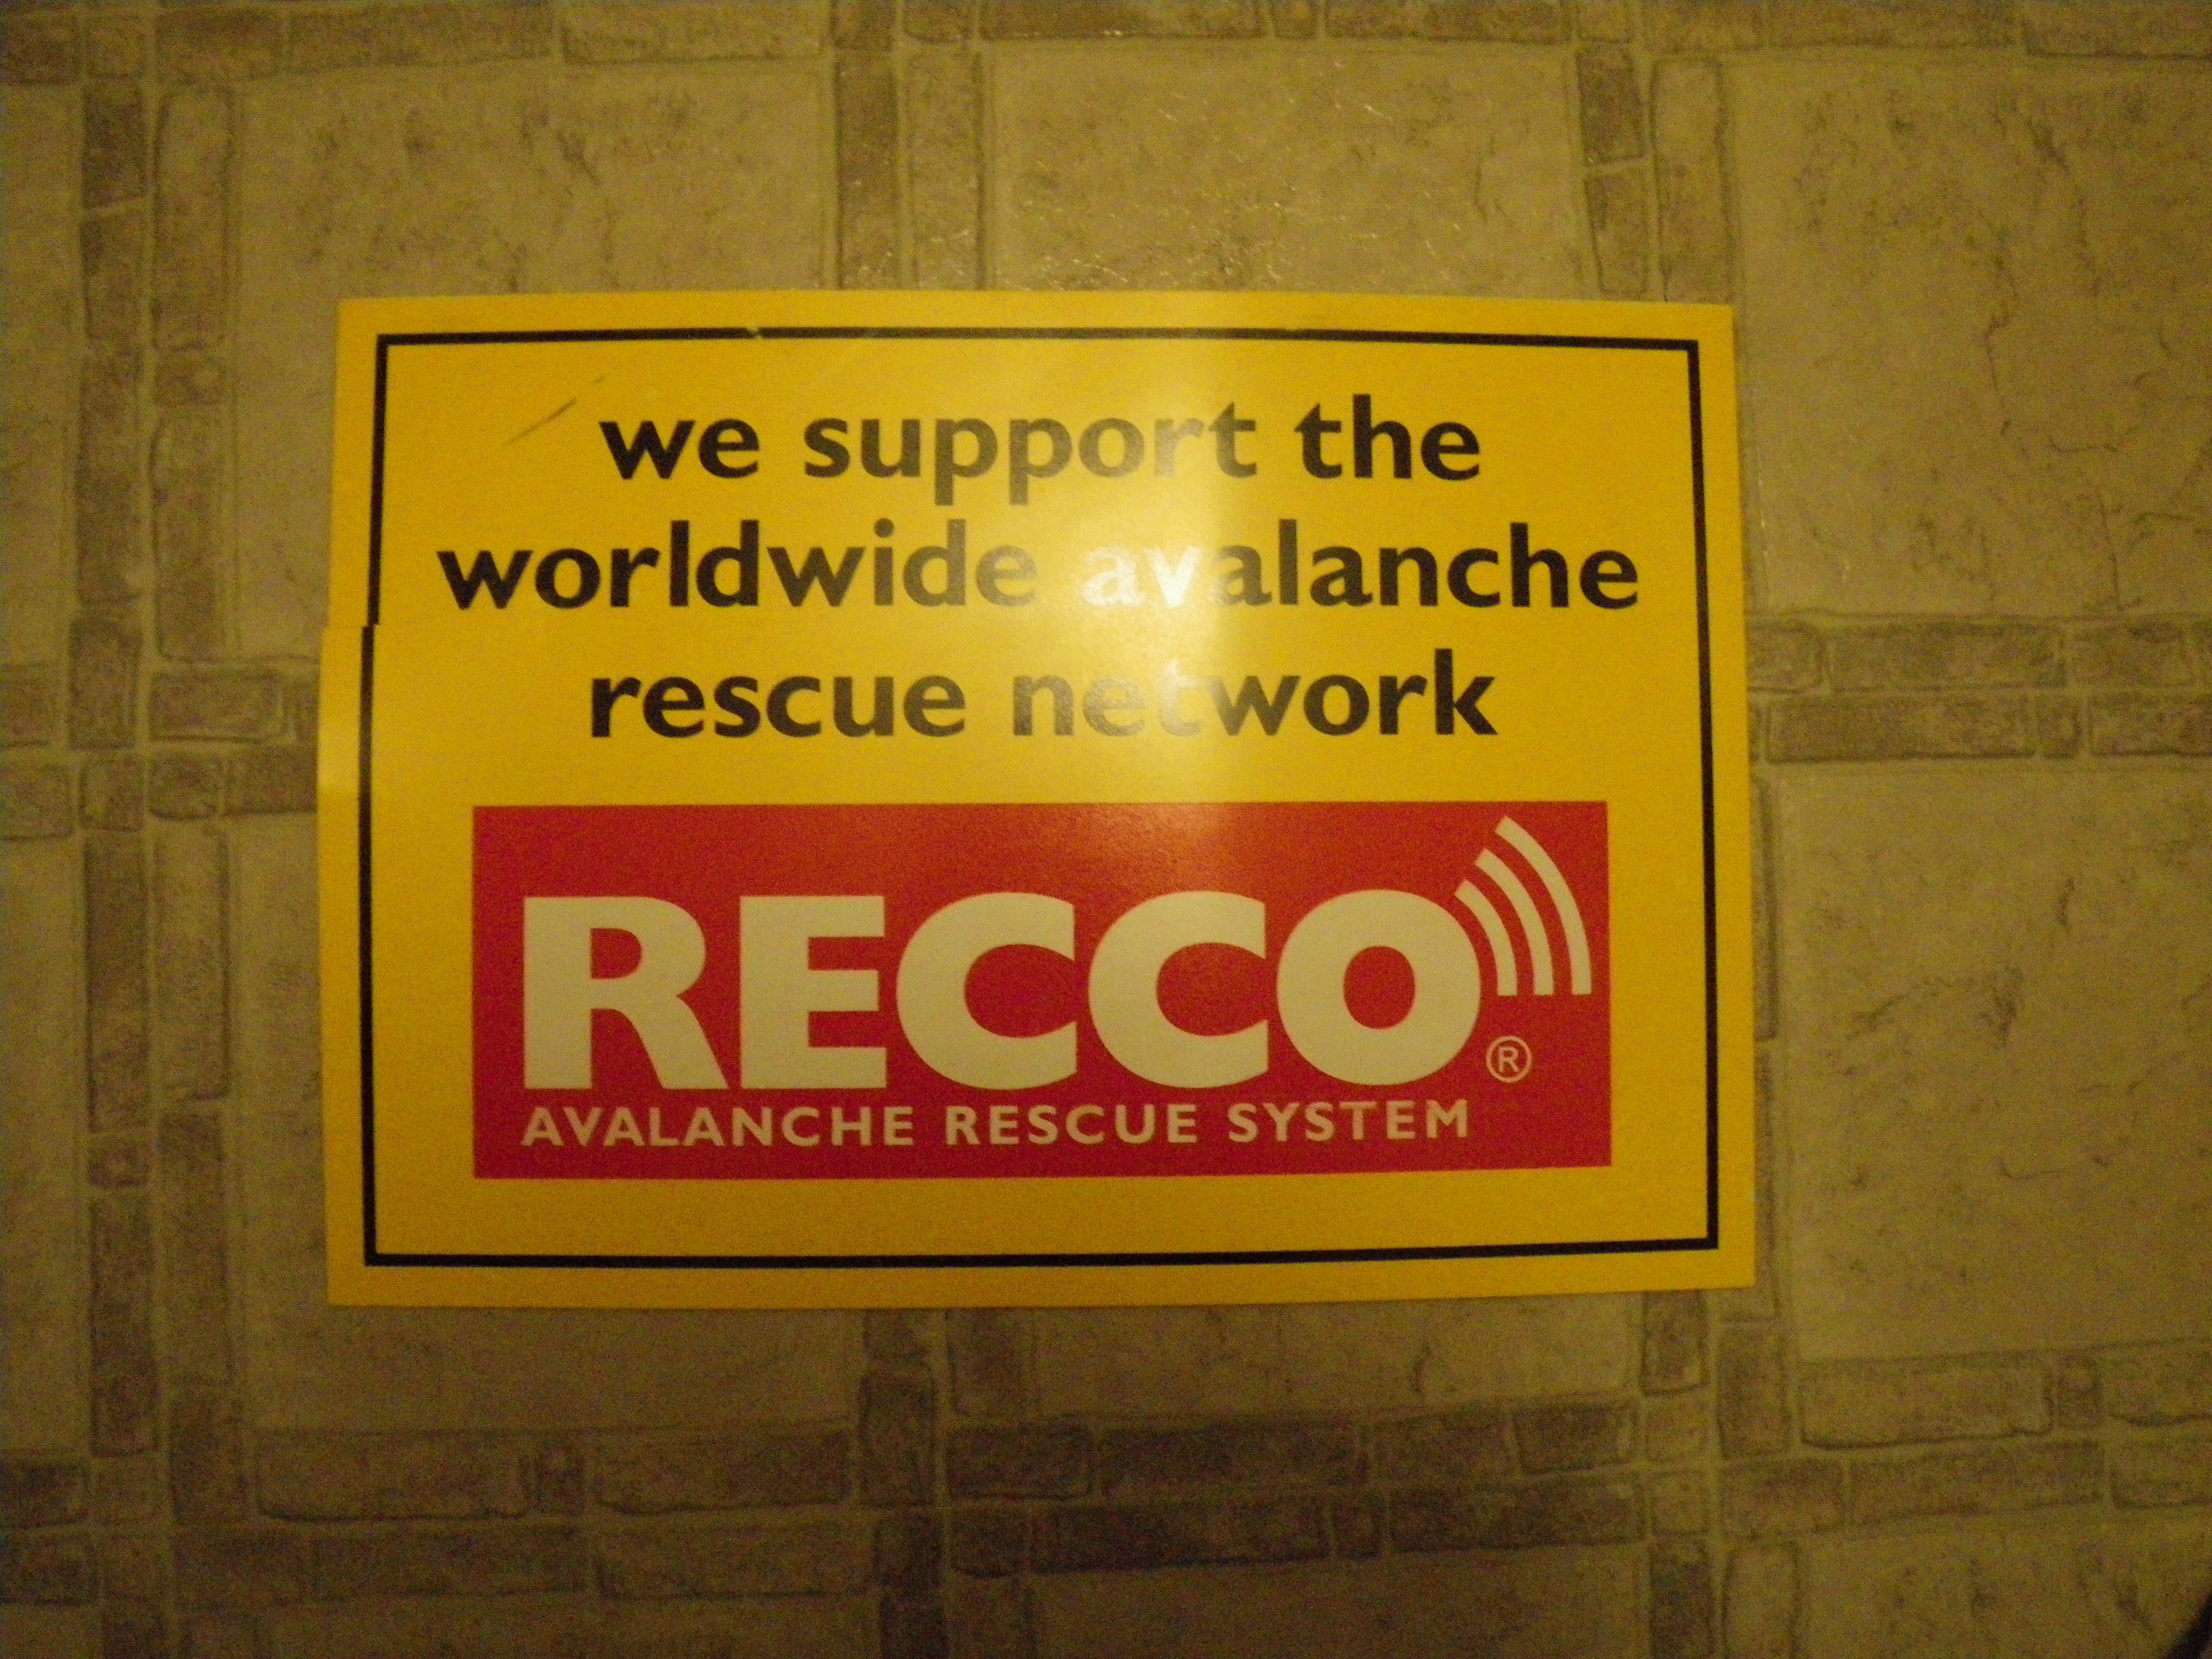 we support the
worldwide avalanche
rescue network
RECCO®
AVALANCHE RESCUE SYSTEM